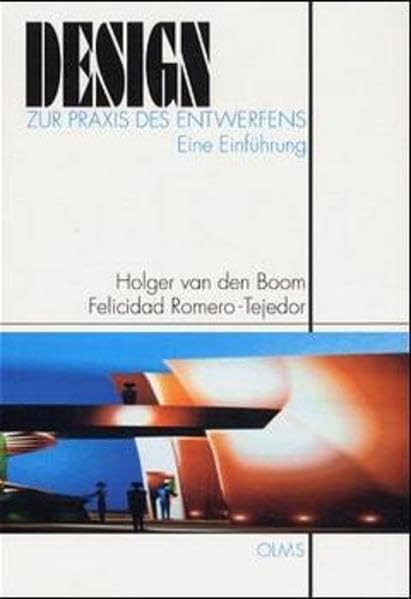 DESIGN
ZUR PRAXIS DES ENTWERFENS
Eine Einführung
Holger van den Boom
Felicidad Romero-Tejedor
OLMS